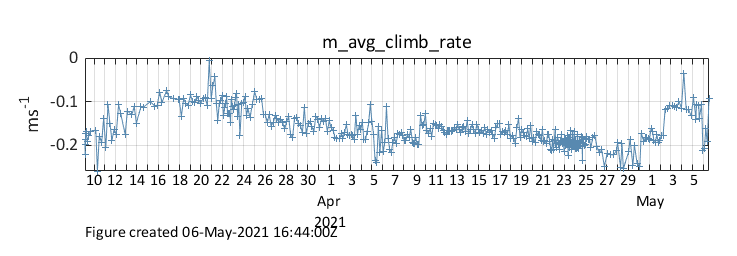 m_avg_climb_rate
0
-0.1
-0.2
ms-1
10 12 14 16 18 20 22 24 26 28 30 1 3 5 7 9 11 13 15 17 19 21 23 25 27 29 1 3 5
Apr May
2021
Figure created 06-May-2021 16:44:00Z